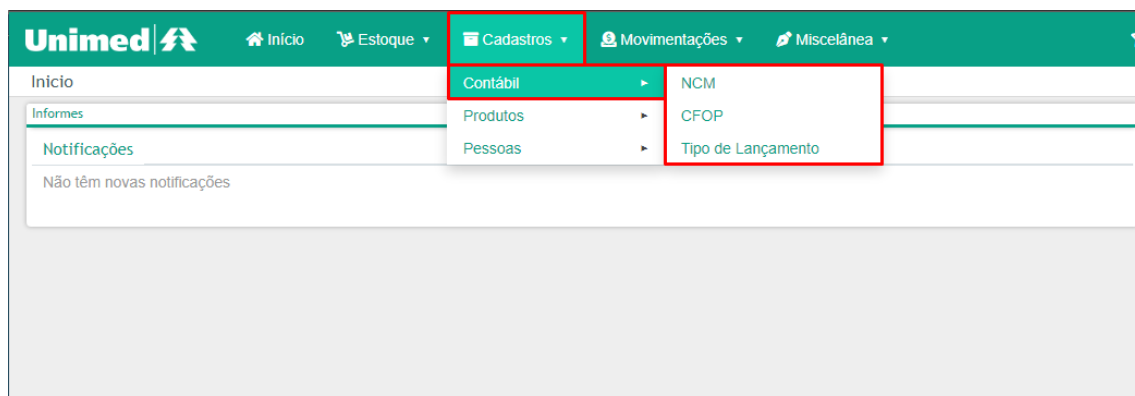 Unimed Início Estoque Cadastros Movimentações Miscelânea
Inicio
Contábil
NCM
Informes
Produtos
CFOP
Notificações
Pessoas
Tipo de Lançamento
Não têm novas notificações